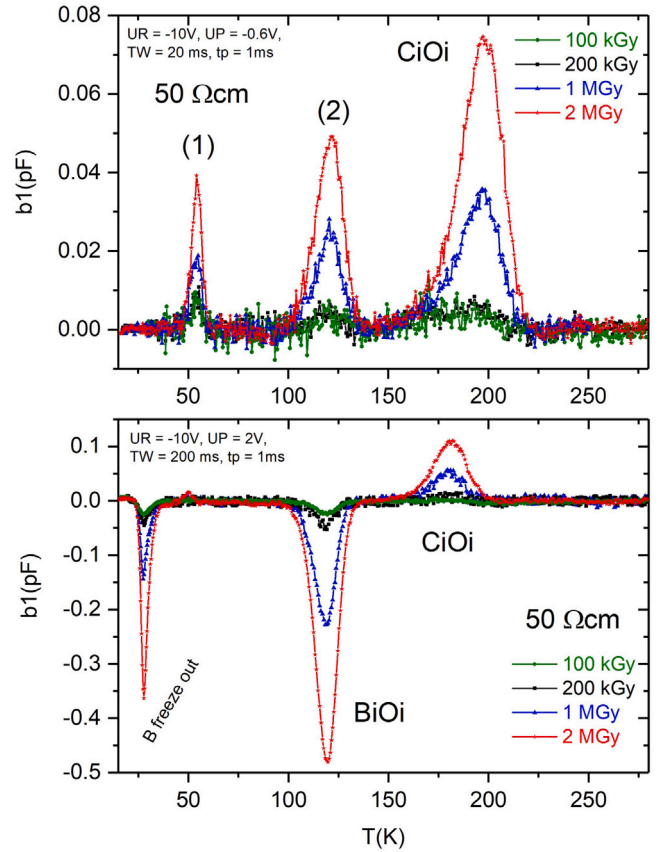 UR = -10V, UP = -0.6V,
TW = 20 ms, tp = 1ms
50 Ωcm
(1)
(2)
CiOi
100 kGy
200 kGy
1 MGy
2 MGy
0.08
0.06
0.04
0.02
0.00
b1(pF)
50
100
150
200
250
UR = -10V, UP = 2V,
TW = 200 ms, tp = 1ms
0.1
0.0
-0.1
-0.2
-0.3
-0.4
-0.5
b1(pF)
B freeze out
BiOi
CiOi
50 Ωcm
100 kGy
200 kGy
1 MGy
2 MGy
50
100
150
200
250
T(K)